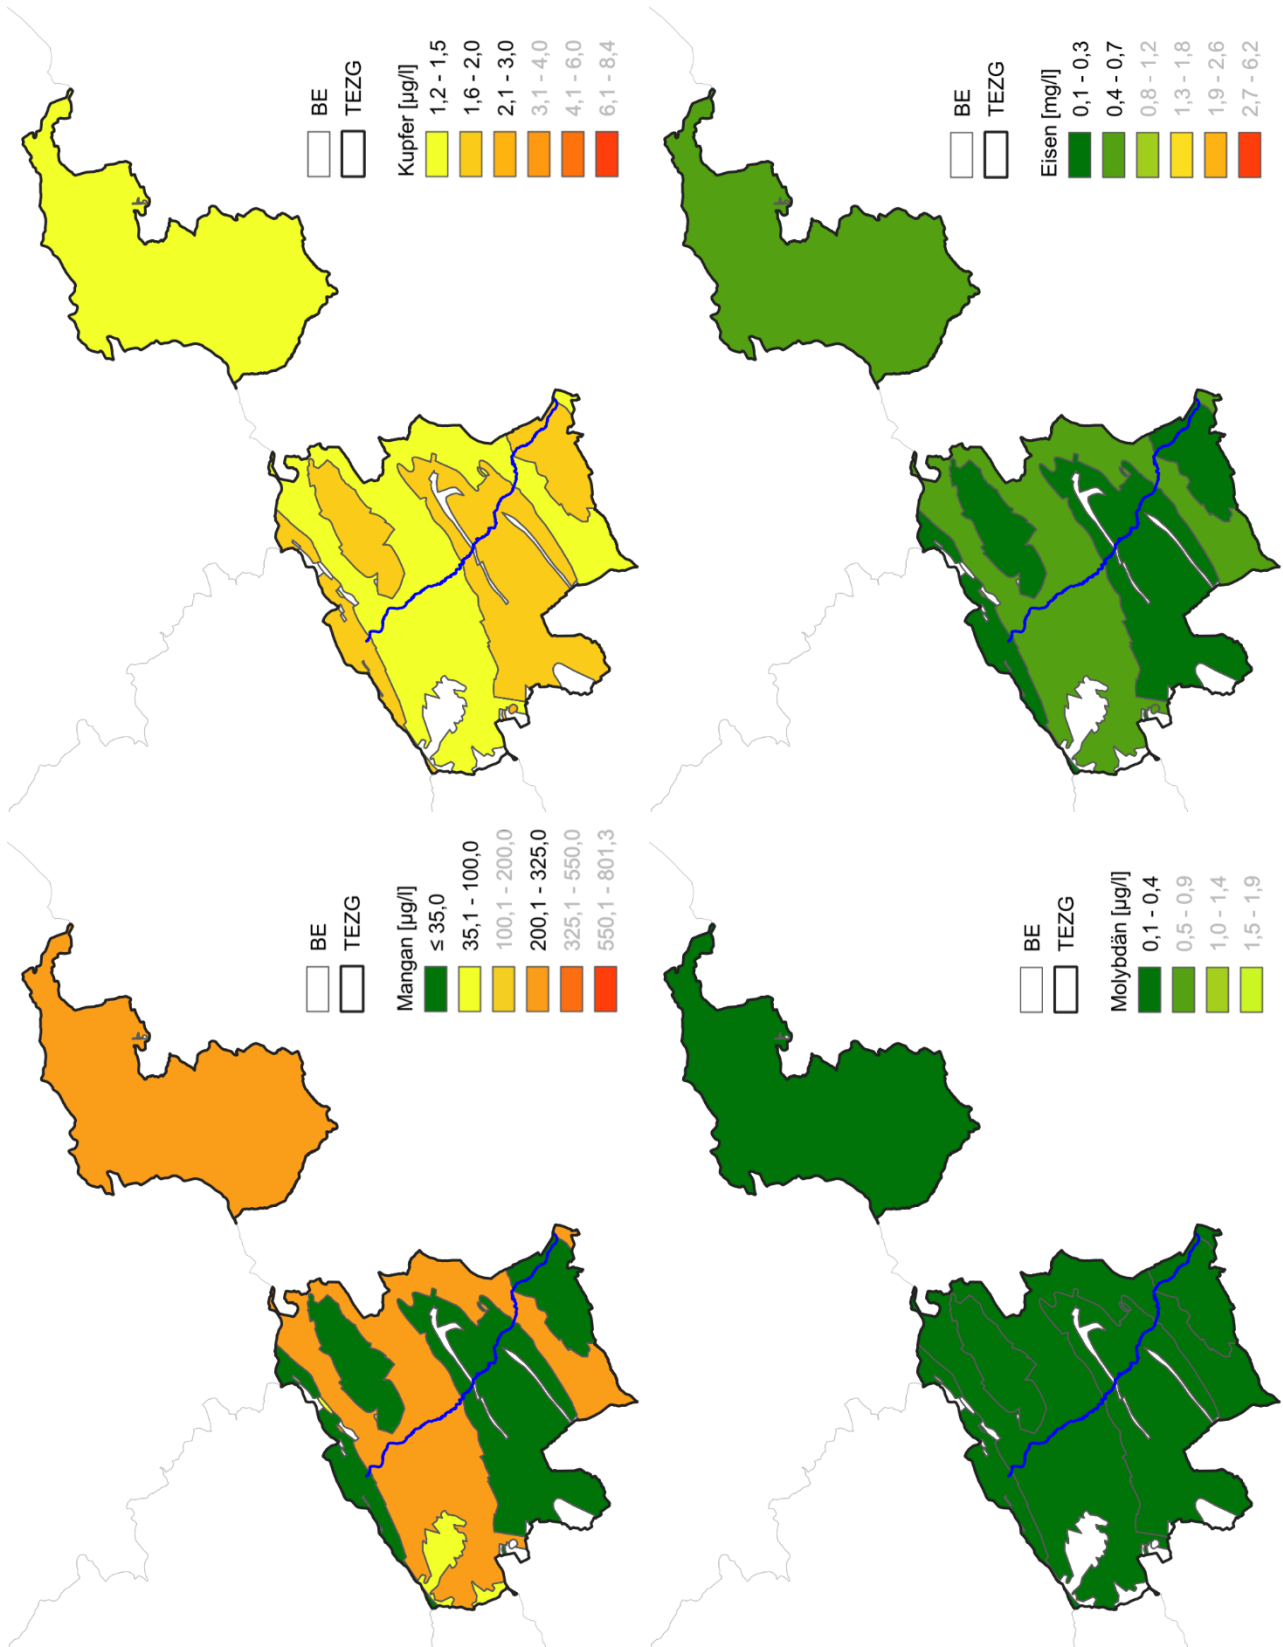 BE
TEZG
Kupfer [µg/l]
1,2 - 1,5
1,6 - 2,0
2,1 - 3,0
3,1 - 4,0
4,1 - 6,0
6,1 - 8,4
BE
TEZG
Eisen [mg/l]
0,1 - 0,3
0,4 - 0,7
0,8 - 1,2
1,3 - 1,8
1,9 - 2,6
2,7 - 6,2
BE
TEZG
Mangan [µg/l]
≤ 35,0
35,1 - 100,0
100,1 - 200,0
200,1 - 325,0
325,1 - 550,0
550,1 - 801,3
BE
TEZG
Molybdän [µg/l]
0,1 - 0,4
0,5 - 0,9
1,0 - 1,4
1,5 - 1,9